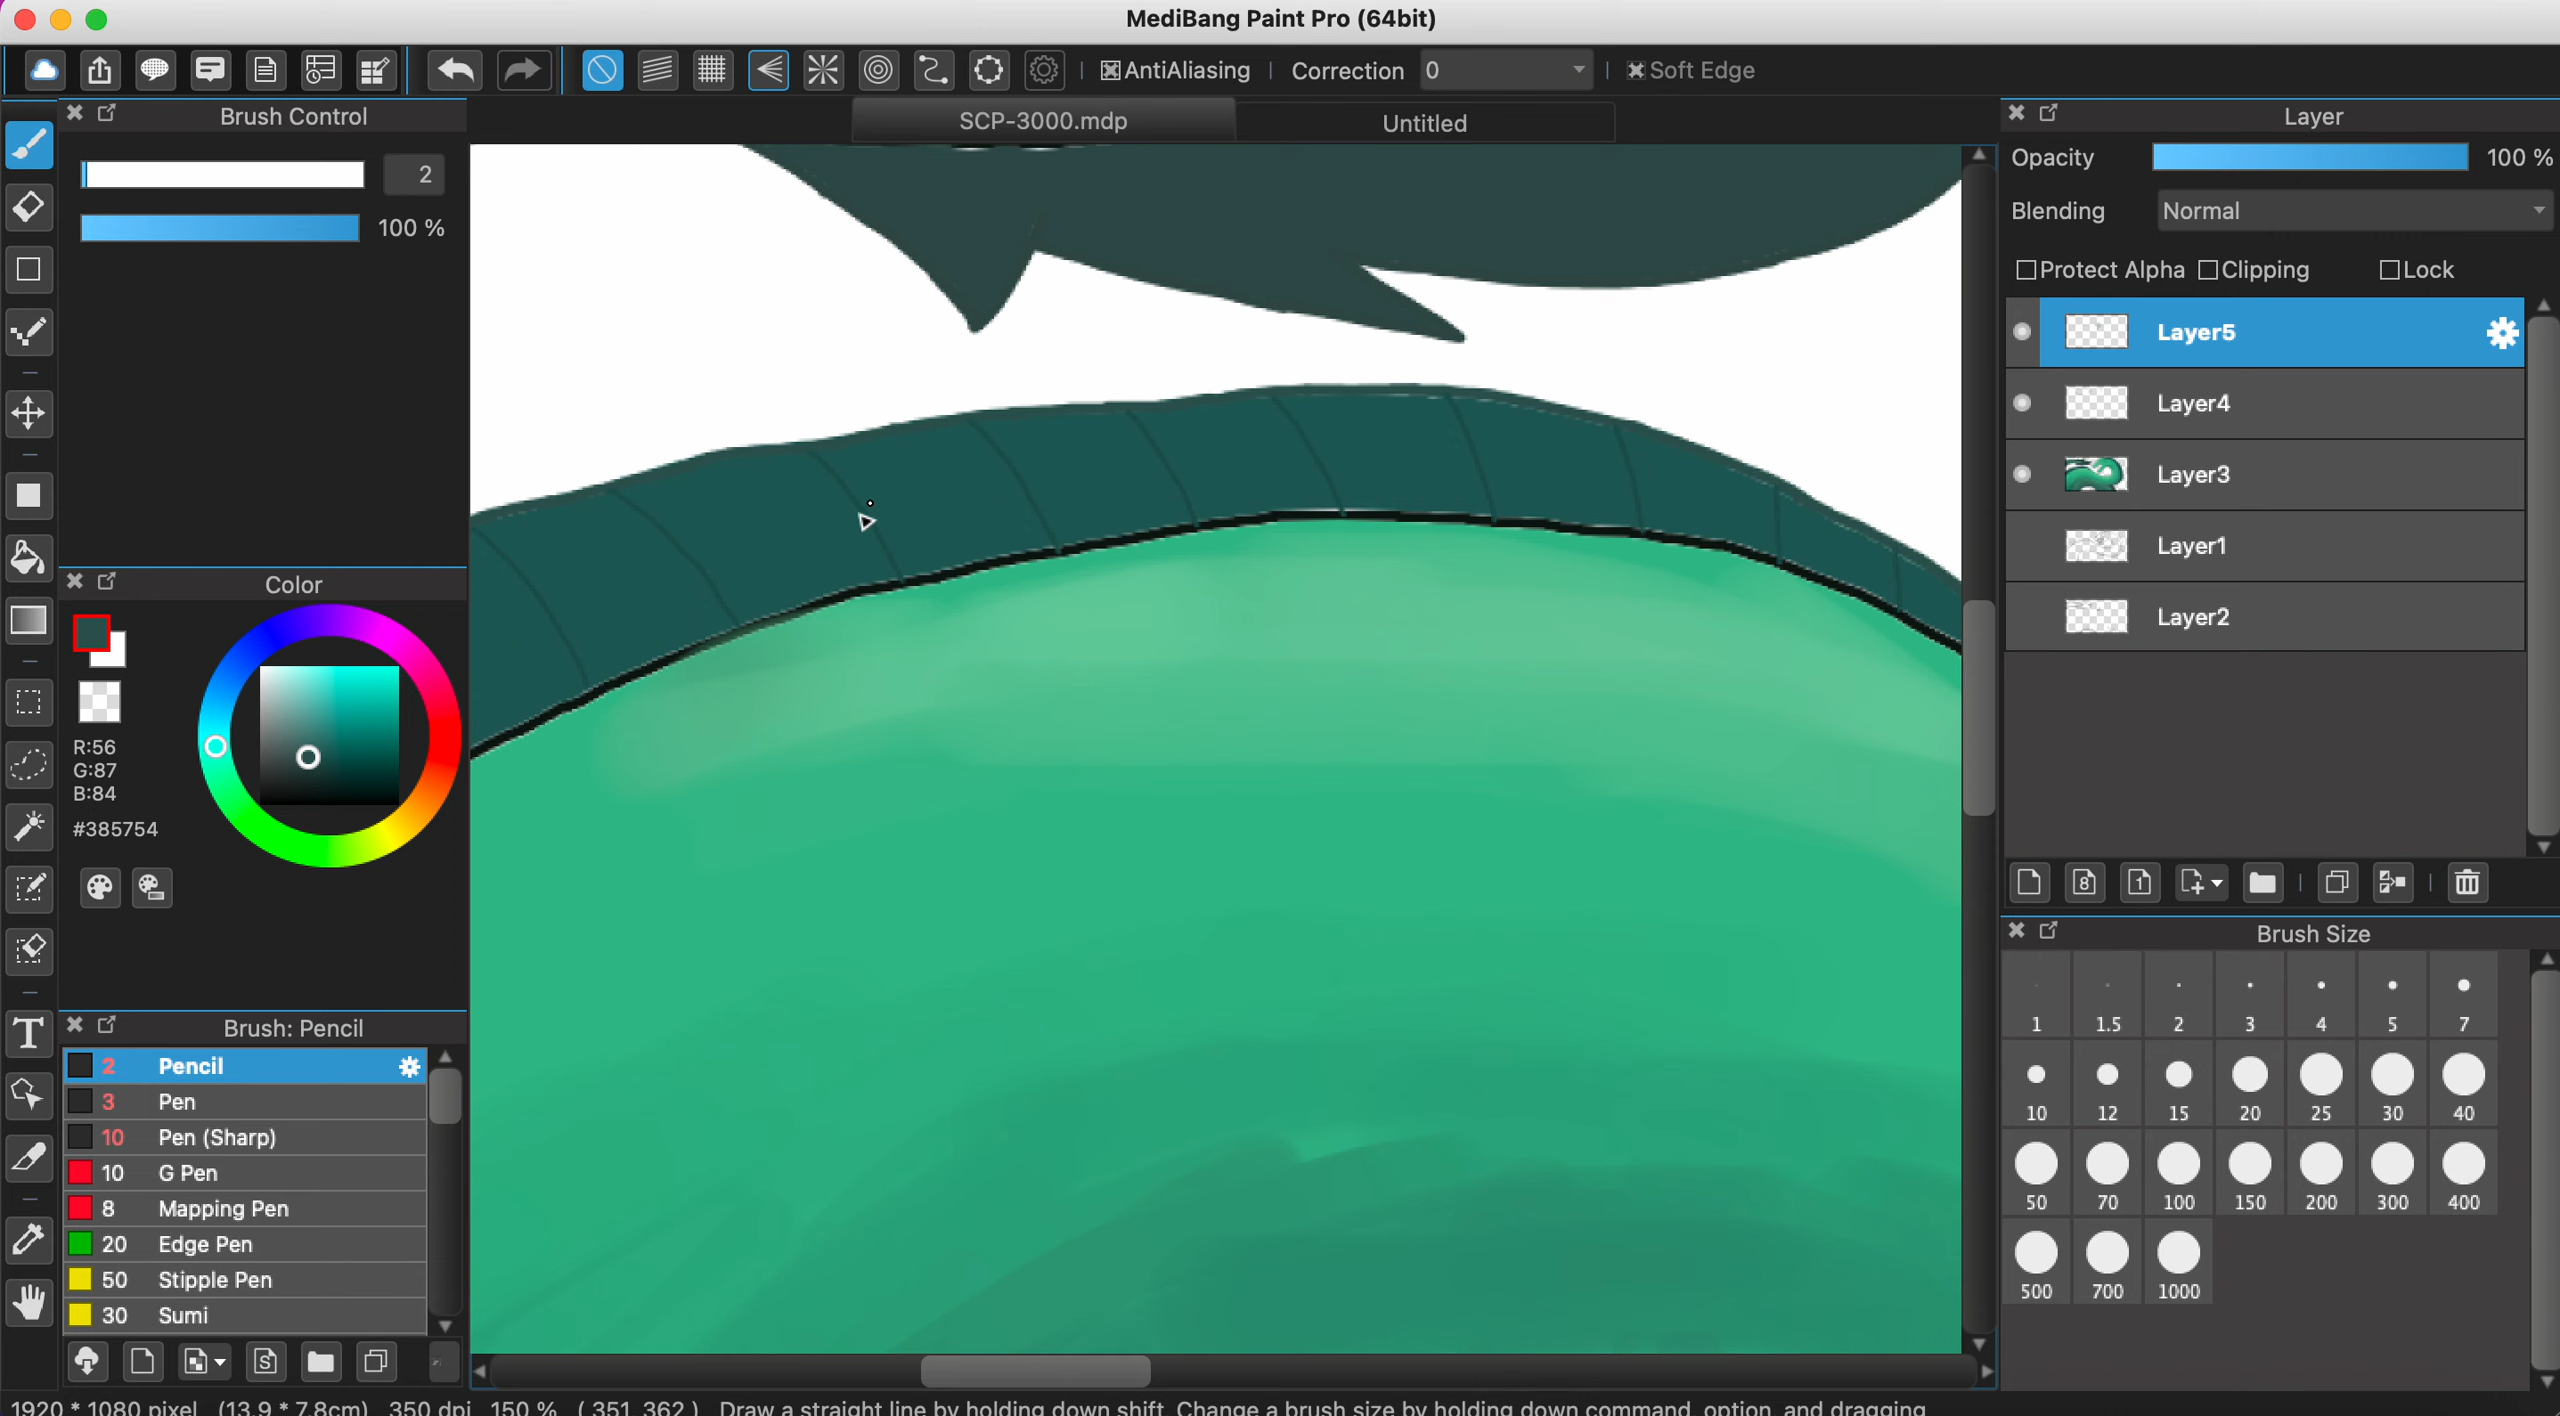 MediBang Paint Pro (64bit)
AntiAliasing
Correction
0
Soft Edge
Brush Control
SCP-3000.mdp
Untitled
Layer
2
100 %
Opacity
100 %
Blending
Normal
Protect Alpha
Clipping
Lock
Layer5
Layer4
Layer3
Layer1
Layer2
Color
R:56
G:87
B:84
#385754
8
1
Brush Size
1
1.5
2
3
4
5
7
10
12
15
20
25
30
40
50
70
100
150
200
300
400
500
700
1000
Brush: Pencil
2 Pencil
3 Pen
10 Pen (Sharp)
10 G Pen
8 Mapping Pen
20 Edge Pen
50 Stipple Pen
30 Sumi
T
S
1920 * 1080 pixel (13.9 * 7.8cm) 350 dpi 150 % ( 351, 362 ) Draw a straight line by holding down shift, Change a brush size by holding down command, option, and dragging